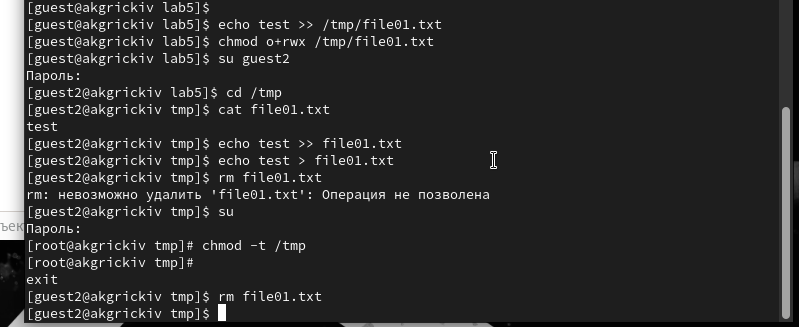 [guest@akgrickiv lab5]$
[guest@akgrickiv lab5]$ echo test >> /tmp/file01.txt
[guest@akgrickiv lab5]$ chmod o+rwx /tmp/file01.txt
[guest@akgrickiv lab5]$ su guest2
Пароль:
[guest2@akgrickiv lab5]$ cd /tmp
[guest2@akgrickiv tmp]$ cat file01.txt
test
[guest2@akgrickiv tmp]$ echo test >> file01.txt
[guest2@akgrickiv tmp]$ echo test > file01.txt
[guest2@akgrickiv tmp]$ rm file01.txt
rm: невозможно удалить 'file01.txt': Операция не позволена
[guest2@akgrickiv tmp]$ su
ъек
Пароль:
[root@akgrickiv tmp]# chmod -t /tmp
[root@akgrickiv tmp]#
exit
[guest2@akgrickiv tmp]$ rm file01.txt
[guest2@akgrickiv tmp]$